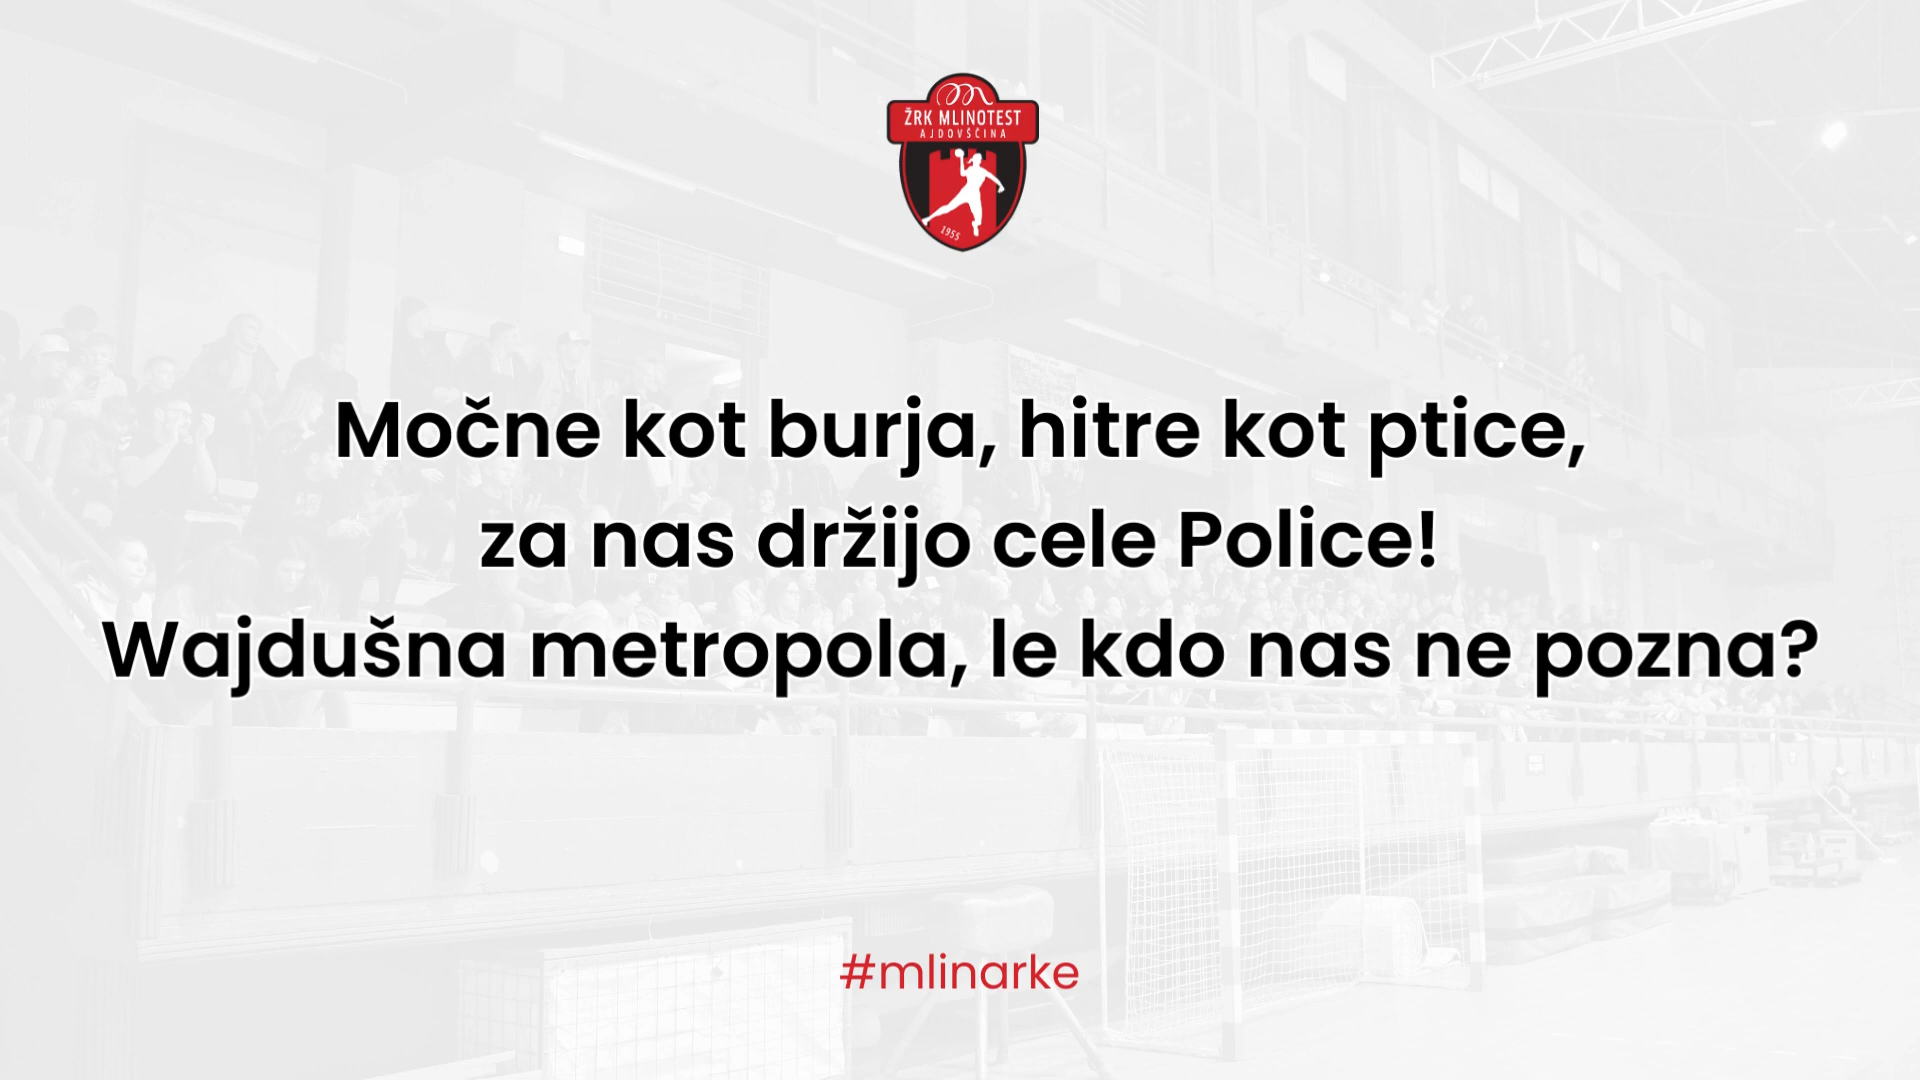 ŽRK MLINOTEST
AJDOVŠČINA
1955
Močne kot burja, hitre kot ptice,
za nas držijo cele Police!
Wajdušna metropola, le kdo nas ne pozna?
#mlinarke